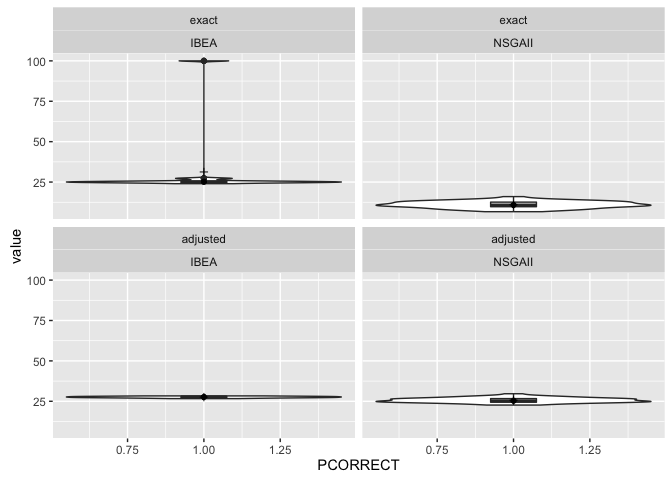 exact
exact
IBEA
NSGAII
100
75
50
25
adjusted
adjusted
IBEA
NSGAII
100
75
50
25
value
0.75
1.00
1.25
0.75
1.00
1.25
PCORRECT